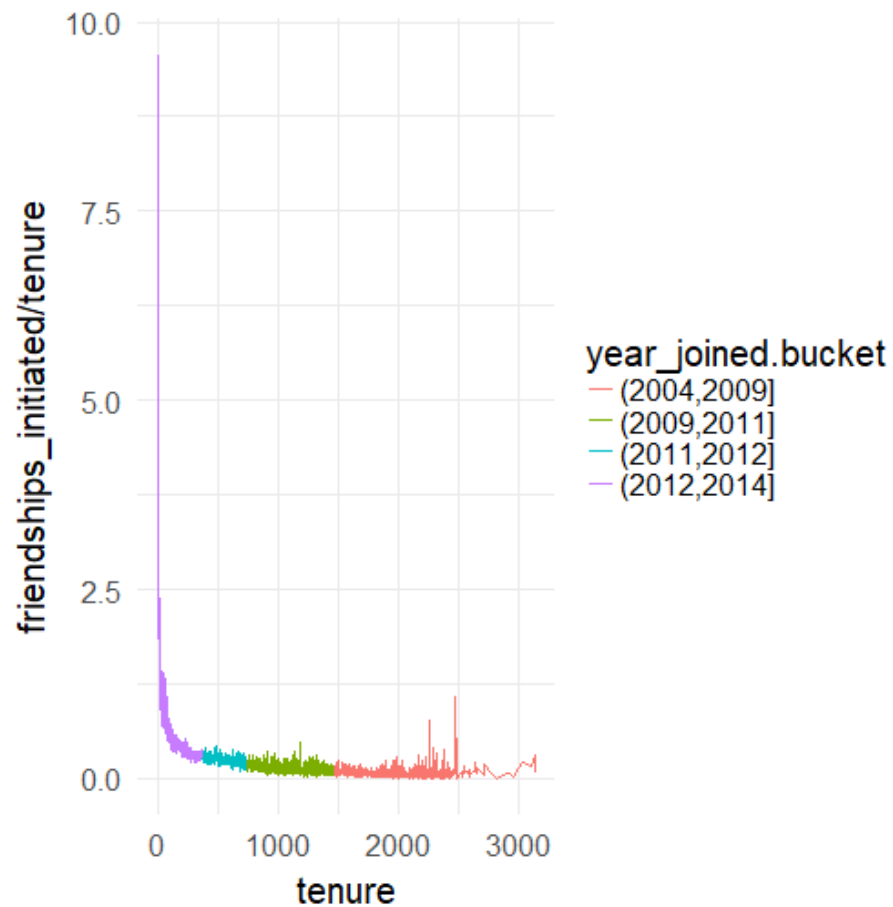 10.0
7.5
5.0
2.5
0.0
friendships_initiated/tenure
0 1000 2000 3000
tenure
year_joined.bucket
(2004,2009]
(2009,2011]
(2011,2012]
(2012,2014]